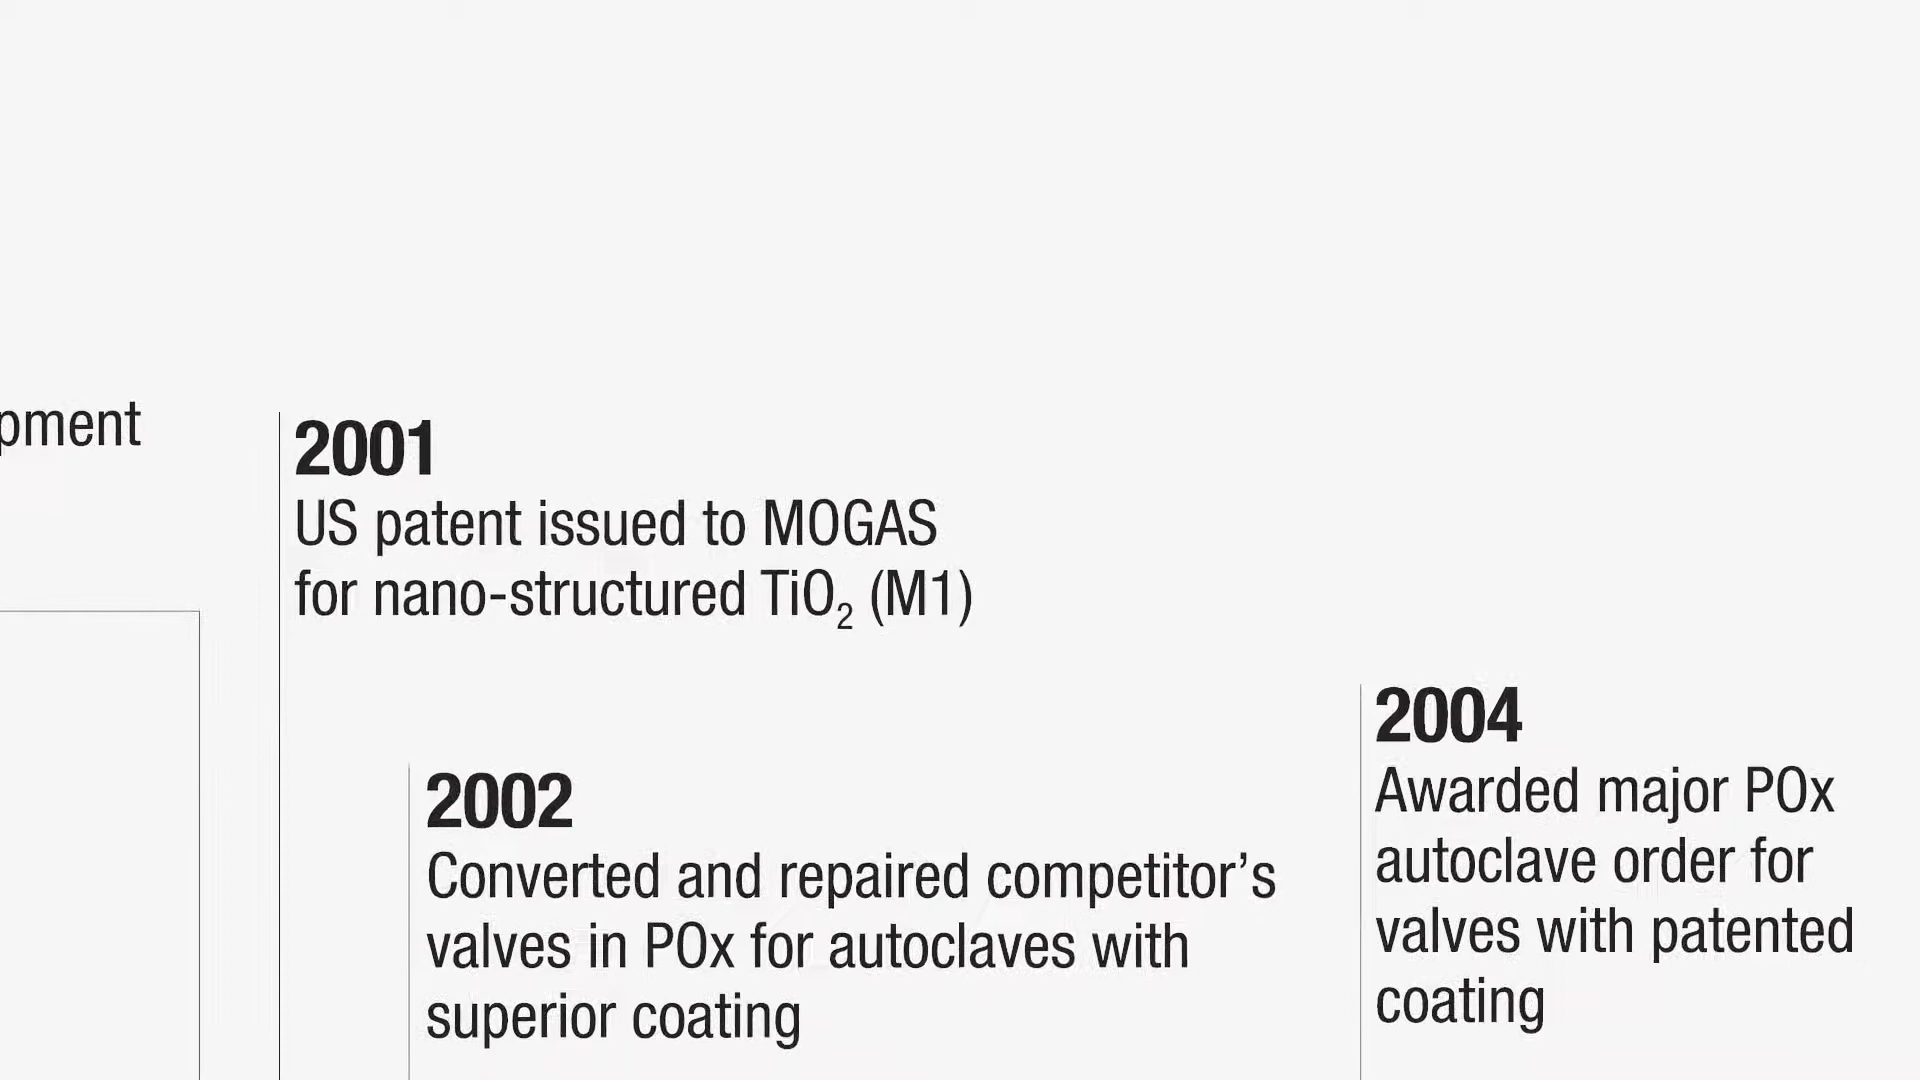 pment
2001
US patent issued to MOGAS
for nano-structured TiO₂ (M1)
2002
Converted and repaired competitor’s
valves in POx for autoclaves with
superior coating
2004
Awarded major POx
autoclave order for
valves with patented
coating